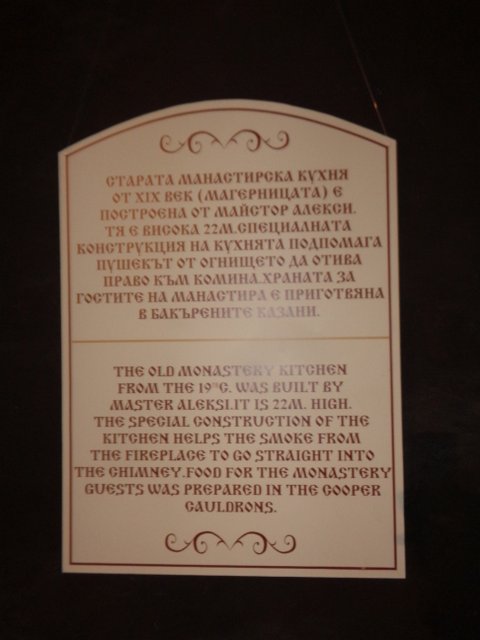 СТАРАТА МАНАСТИРСКА КУХНЯ
ОТ XIX ВЕК (МАГЕРНИЦАТА) Е
ПОСТРОЕНА ОТ МАЙСТОР АЛЕКСИ.
ТЯ Е ВИСОКА 22М.СПЕЦИАЛНАТА
КОНСТРУКЦИЯ НА КУХНЯТА ПОДПОМАГА
ПУШЕКЪТ ОТ ОГНИЩЕТО ДА ОТИВА
ПРАВО КЪМ КОМИНА.ХРАНАТА ЗА
ГОСТИТЕ НА МАНАСТИРА Е ПРИГОТВЯНА
В БАКЪРЕНИТЕ КАЗАНИ.
THE OLD MONASTERY KITCHEN
FROM THE 19TH C. WAS BUILT BY
MASTER ALEKSI.IT IS 22M. HIGH.
THE SPECIAL CONSTRUCTION OF THE
KITCHEN HELPS THE SMOKE FROM
THE FIREPLACE TO GO STRAIGHT INTO
THE CHIMNEY.FOOD FOR THE MONASTERY
GUESTS WAS PREPARED IN THE COOPER
CAULDRONS.